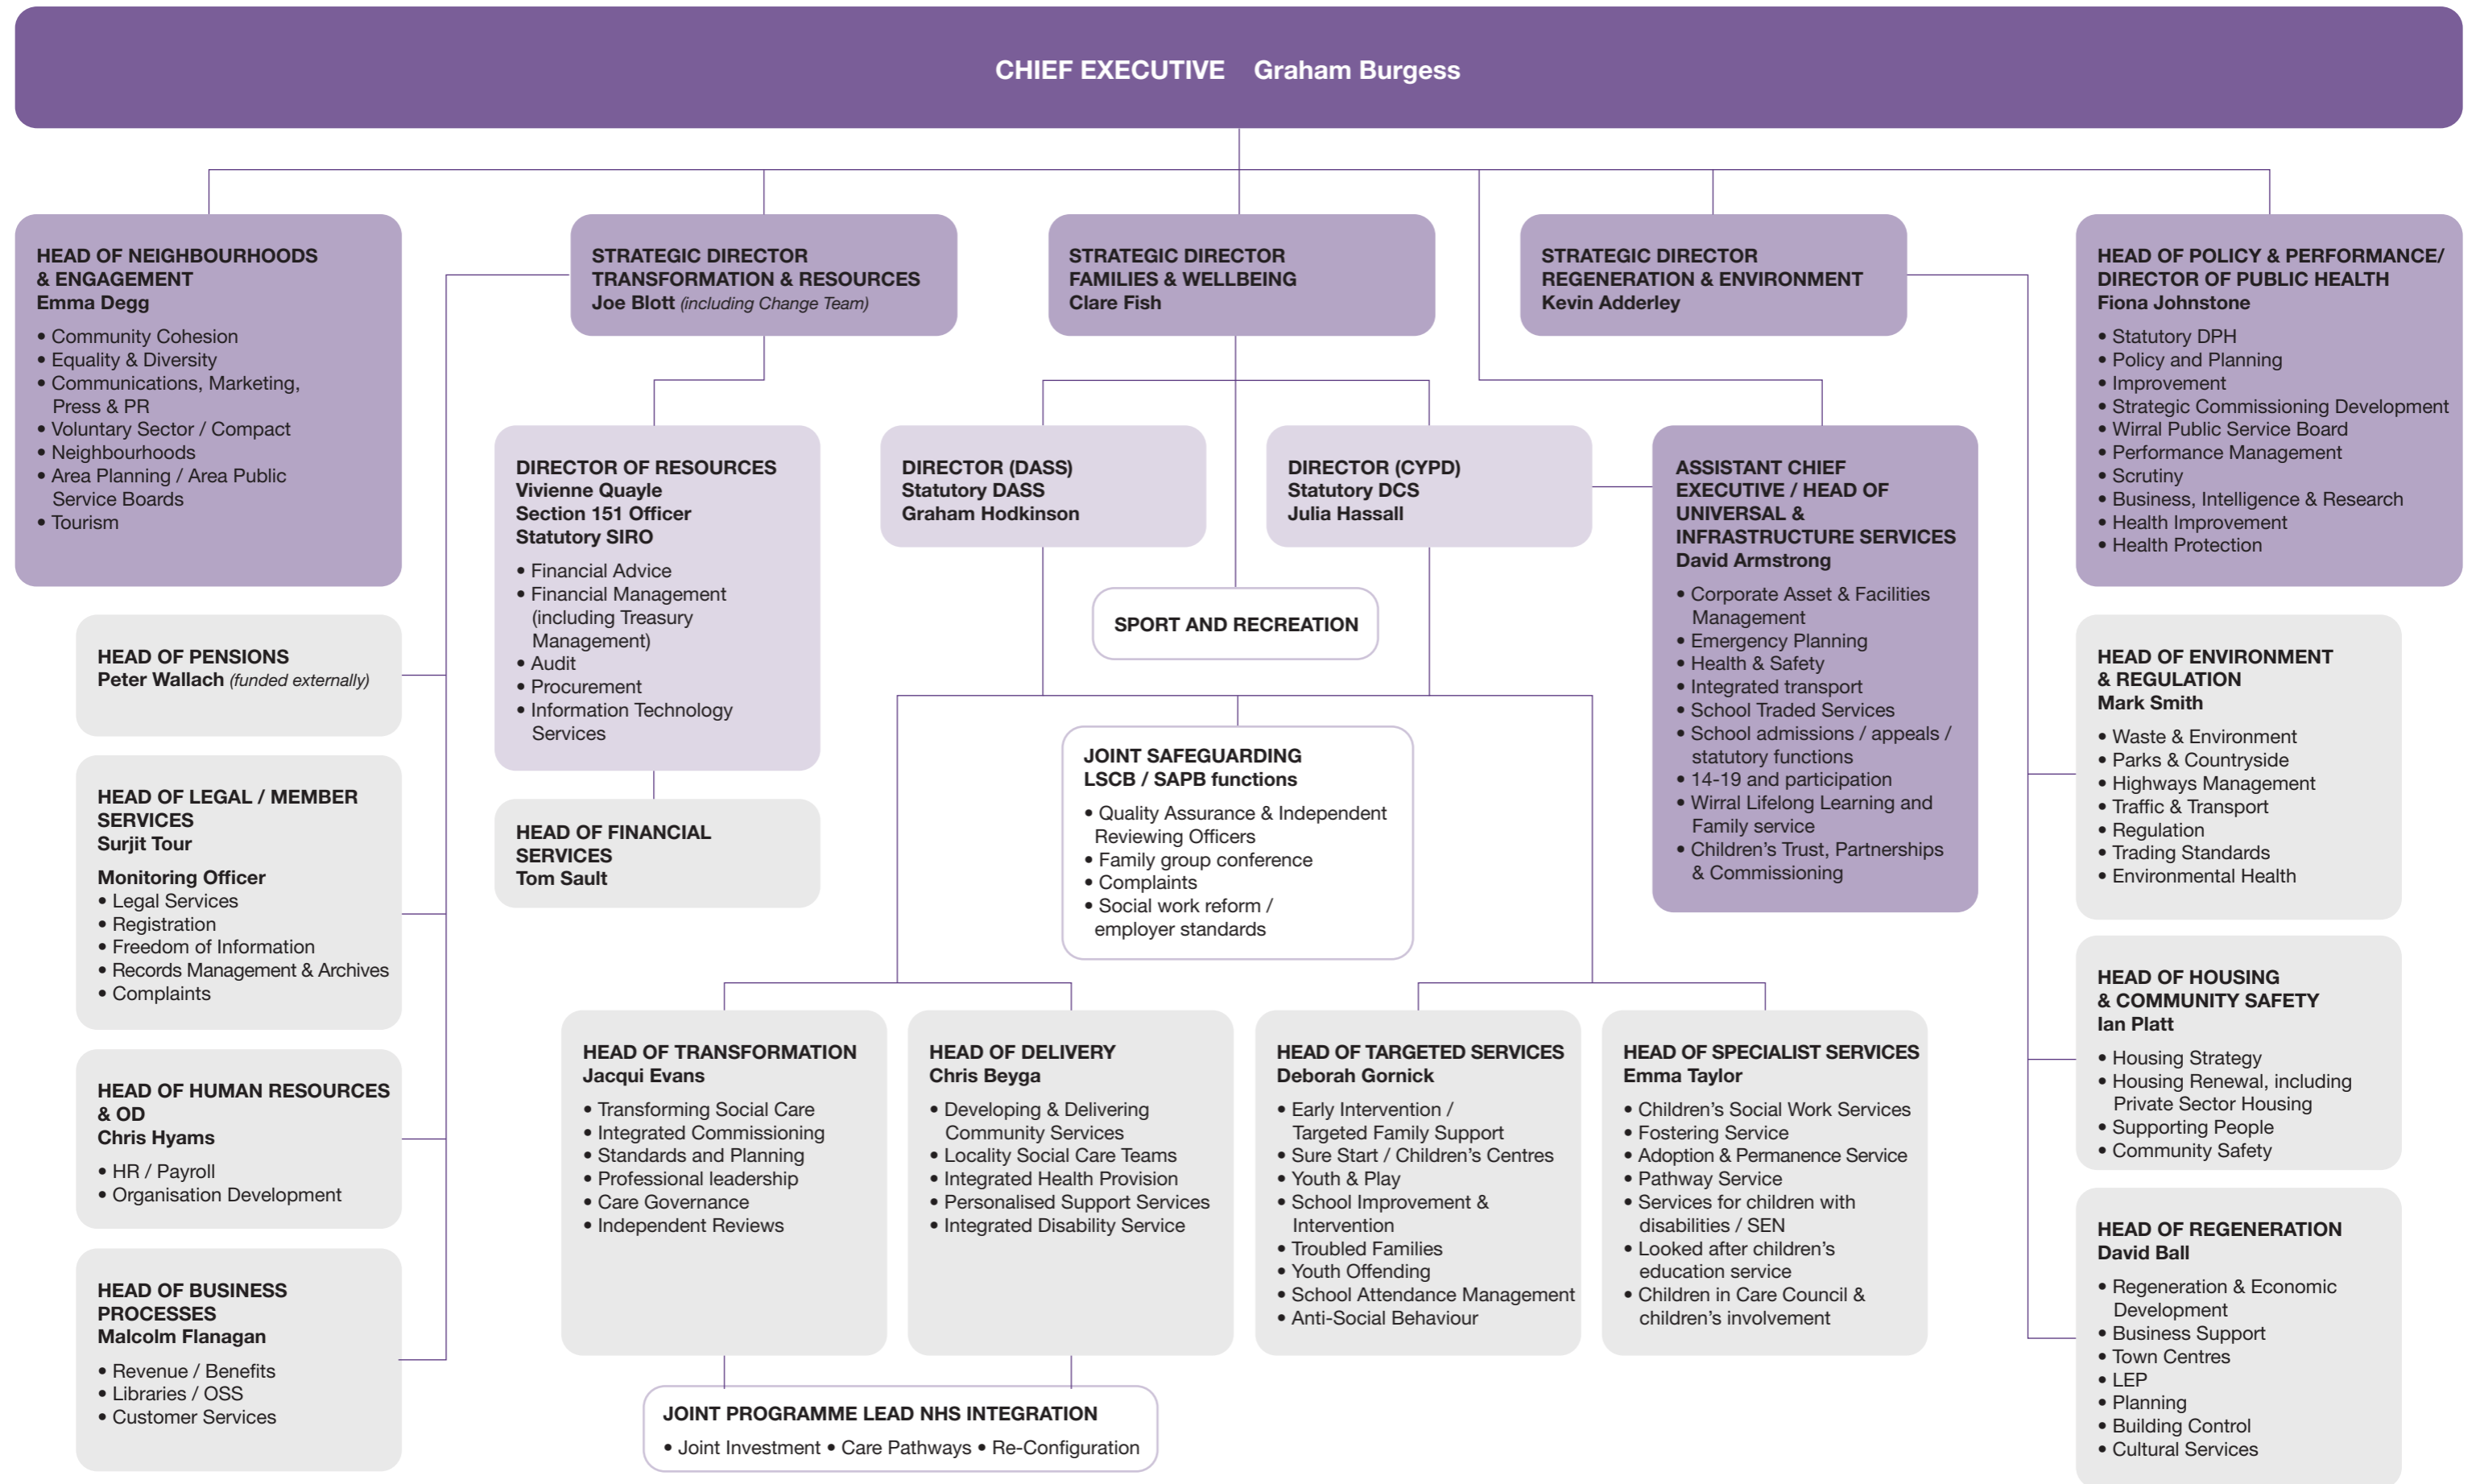 CHIEF EXECUTIVE Graham Burgess
HEAD OF NEIGHBOURHOODS
& ENGAGEMENT
Emma Degg
• Community Cohesion
• Equality & Diversity
• Communications, Marketing,
Press & PR
• Voluntary Sector / Compact
• Neighbourhoods
• Area Planning / Area Public
Service Boards
• Tourism
STRATEGIC DIRECTOR
TRANSFORMATION & RESOURCES
Joe Blott (including Change Team)
STRATEGIC DIRECTOR
FAMILIES & WELLBEING
Clare Fish
STRATEGIC DIRECTOR
REGENERATION & ENVIRONMENT
Kevin Adderley
HEAD OF POLICY & PERFORMANCE/
DIRECTOR OF PUBLIC HEALTH
Fiona Johnstone
• Statutory DPH
• Policy and Planning
• Improvement
• Strategic Commissioning Development
• Wirral Public Service Board
• Performance Management
• Scrutiny
• Business, Intelligence & Research
• Health Improvement
• Health Protection
DIRECTOR OF RESOURCES
Vivienne Quayle
Section 151 Officer
Statutory SIRO
• Financial Advice
• Financial Management
(including Treasury
Management)
• Audit
• Procurement
• Information Technology
Services
DIRECTOR (DASS)
Statutory DASS
Graham Hodkinson
DIRECTOR (CYPD)
Statutory DCS
Julia Hassall
ASSISTANT CHIEF
EXECUTIVE / HEAD OF
UNIVERSAL &
INFRASTRUCTURE SERVICES
David Armstrong
• Corporate Asset & Facilities
Management
• Emergency Planning
• Health & Safety
• Integrated transport
• School Traded Services
• School admissions / appeals /
statutory functions
• 14-19 and participation
• Wirral Lifelong Learning and
Family service
• Children's Trust, Partnerships
& Commissioning
SPORT AND RECREATION
HEAD OF PENSIONS
Peter Wallach (funded externally)
HEAD OF LEGAL / MEMBER
SERVICES
Surjit Tour
Monitoring Officer
• Legal Services
• Registration
• Freedom of Information
• Records Management & Archives
• Complaints
HEAD OF HUMAN RESOURCES
& OD
Chris Hyams
• HR / Payroll
• Organisation Development
HEAD OF BUSINESS
PROCESSES
Malcolm Flanagan
• Revenue / Benefits
• Libraries / OSS
• Customer Services
HEAD OF FINANCIAL
SERVICES
Tom Sault
JOINT SAFEGUARDING
LSCB / SAPB functions
• Quality Assurance & Independent
Reviewing Officers
• Family group conference
• Complaints
• Social work reform /
employer standards
HEAD OF TRANSFORMATION
Jacqui Evans
• Transforming Social Care
• Integrated Commissioning
• Standards and Planning
• Professional leadership
• Care Governance
• Independent Reviews
HEAD OF DELIVERY
Chris Beyga
• Developing & Delivering
Community Services
• Locality Social Care Teams
• Integrated Health Provision
• Personalised Support Services
• Integrated Disability Service
HEAD OF TARGETED SERVICES
Deborah Gornick
• Early Intervention /
Targeted Family Support
• Sure Start / Children's Centres
• Youth & Play
• School Improvement &
Intervention
• Troubled Families
• Youth Offending
• School Attendance Management
• Anti-Social Behaviour
HEAD OF SPECIALIST SERVICES
Emma Taylor
• Children's Social Work Services
• Fostering Service
• Adoption & Permanence Service
• Pathway Service
• Services for children with
disabilities / SEN
• Looked after children's
education service
• Children in Care Council &
children's involvement
JOINT PROGRAMME LEAD NHS INTEGRATION
• Joint Investment • Care Pathways • Re-Configuration
HEAD OF ENVIRONMENT
& REGULATION
Mark Smith
• Waste & Environment
• Parks & Countryside
• Highways Management
• Traffic & Transport
• Regulation
• Trading Standards
• Environmental Health
HEAD OF HOUSING
& COMMUNITY SAFETY
Ian Platt
• Housing Strategy
• Housing Renewal, including
Private Sector Housing
• Supporting People
• Community Safety
HEAD OF REGENERATION
David Ball
• Regeneration & Economic
Development
• Business Support
• Town Centres
• LEP
• Planning
• Building Control
• Cultural Services